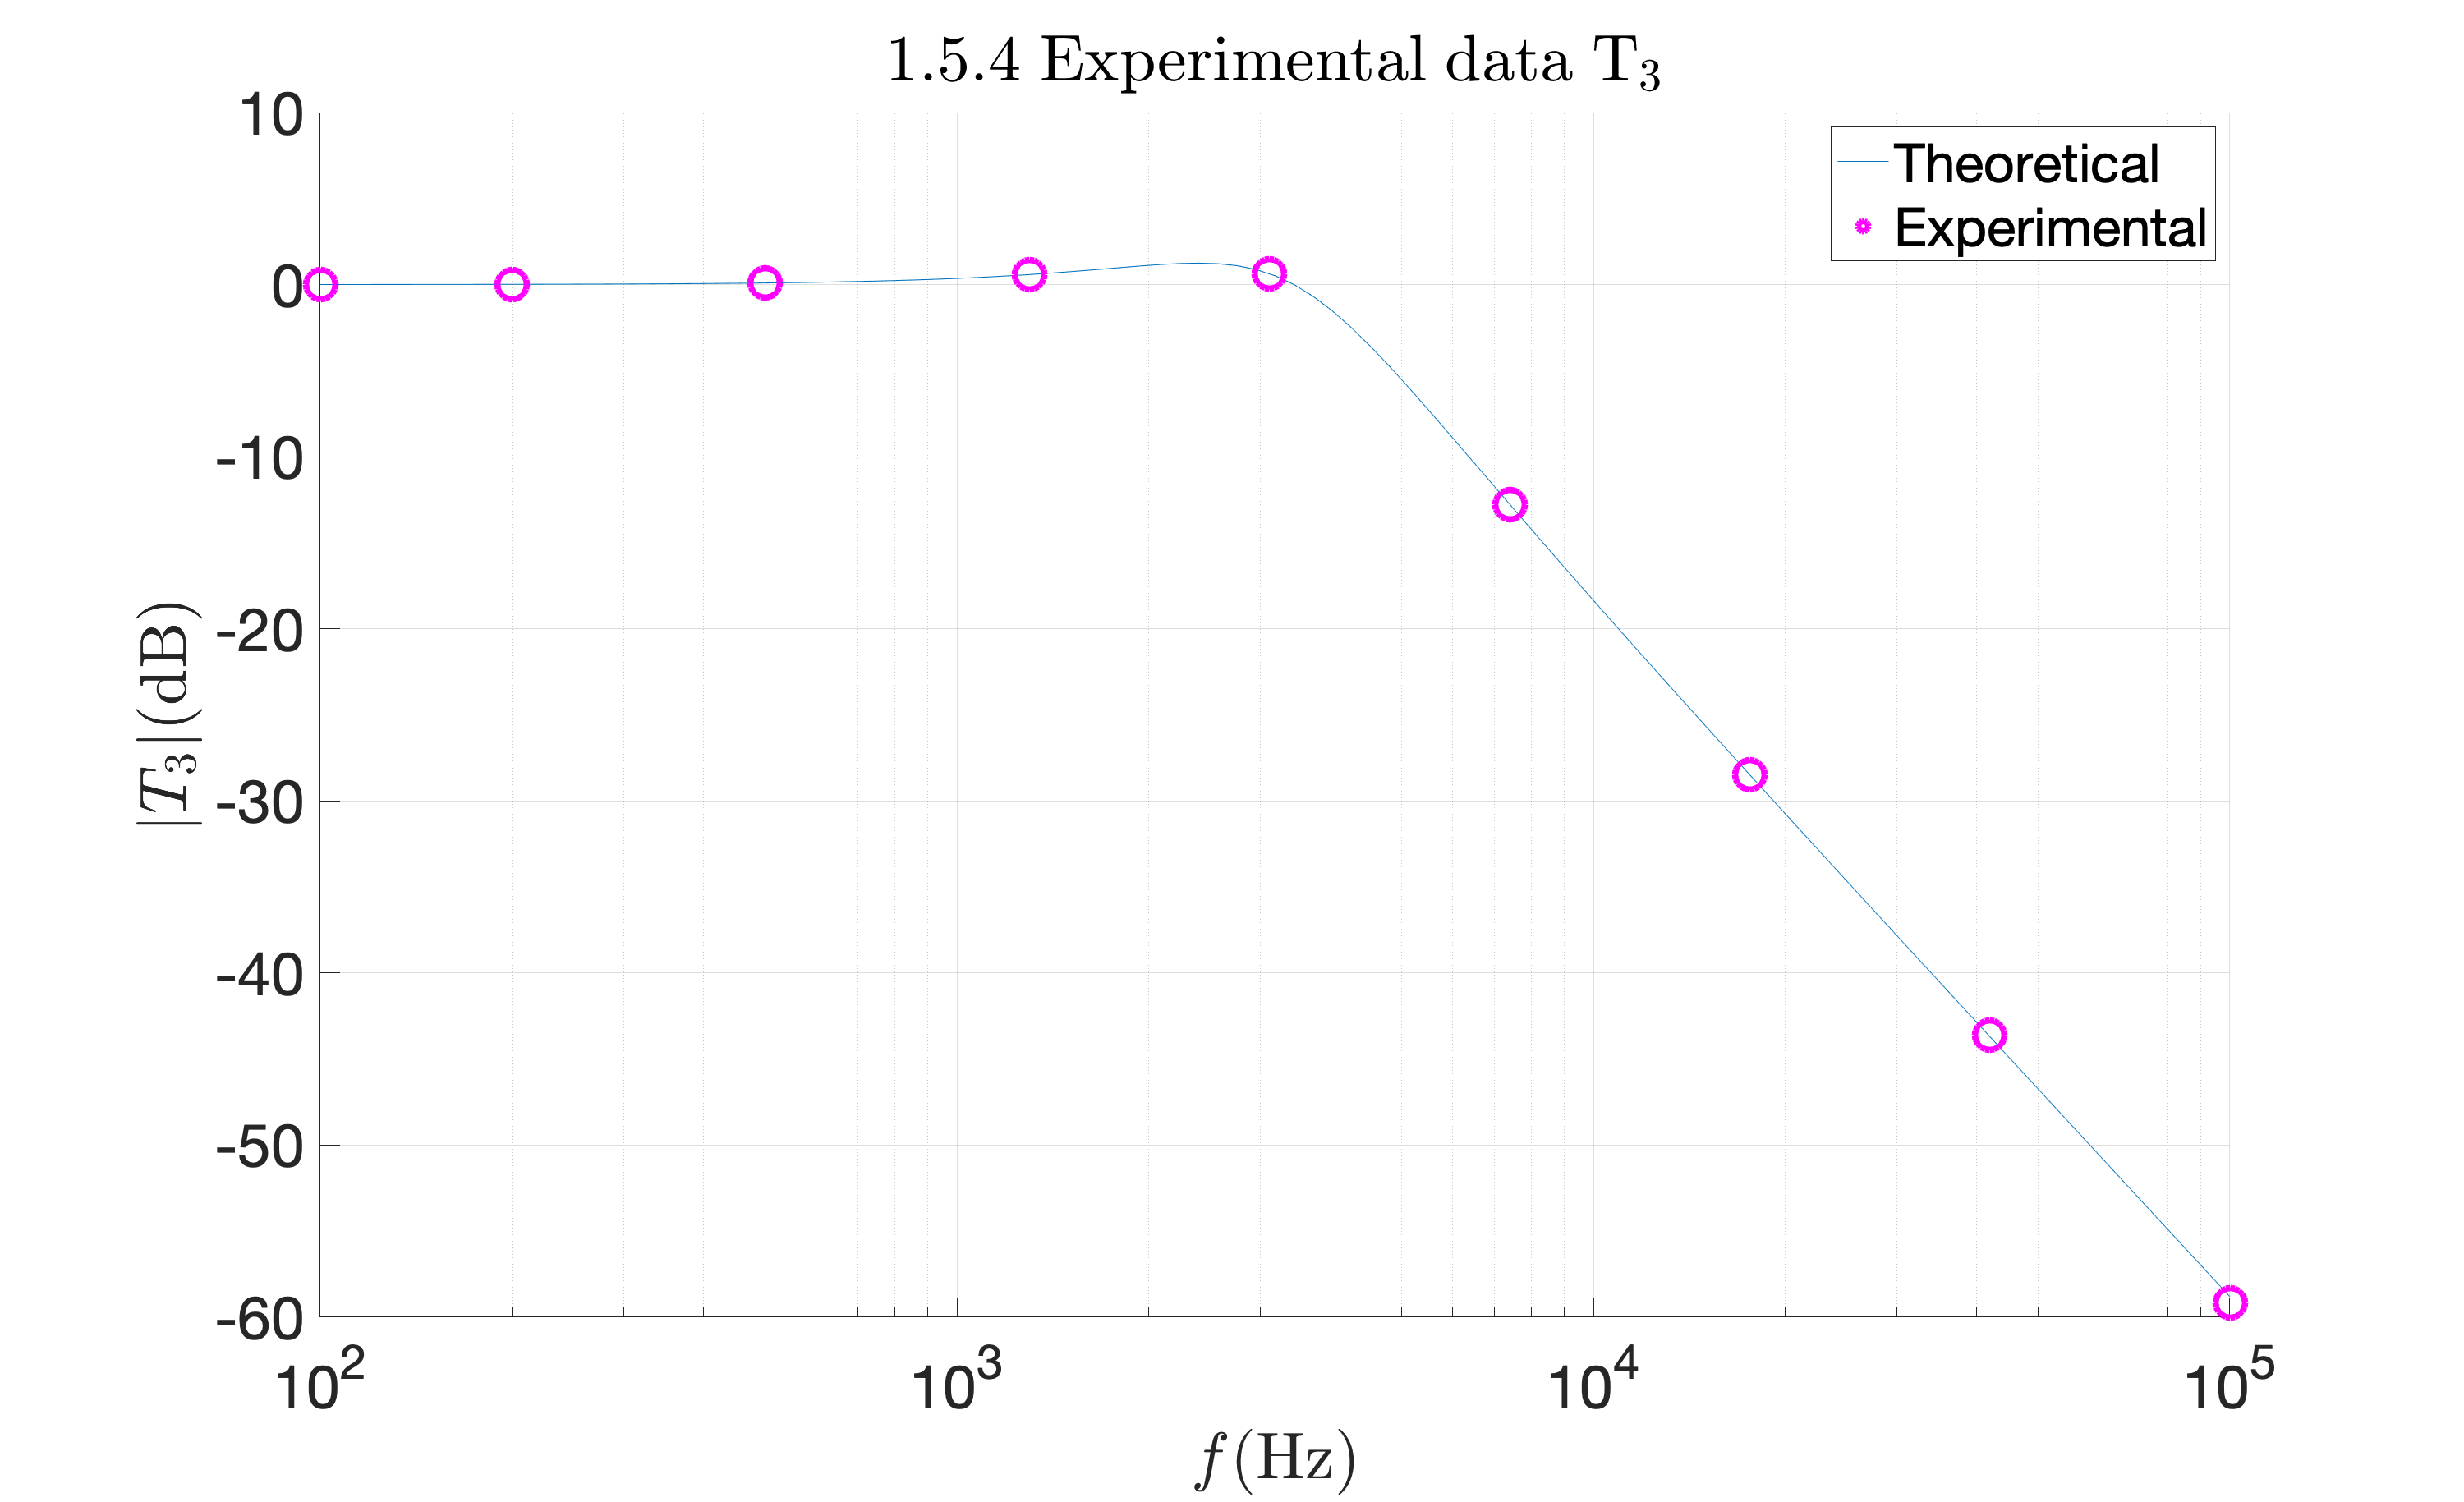 1.5.4 Experimental data T₃
Theoretical
Experimental
10
0
-10
-20
-30
-40
-50
-60
|T₃|(dB)
10² 10³ 10⁴ 10⁵
f(Hz)